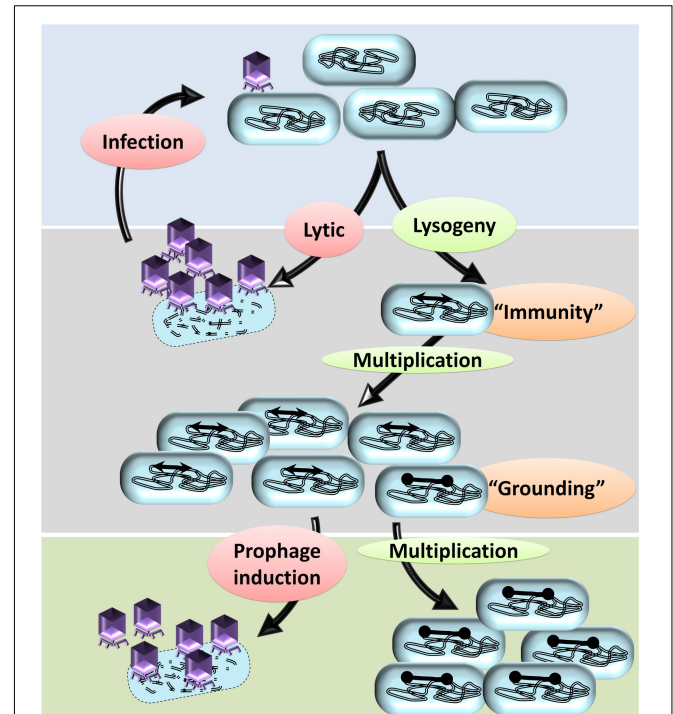 Infection
Lytic
Lysogeny
“Immunity”
Multiplication
“Grounding”
Prophage
induction
Multiplication